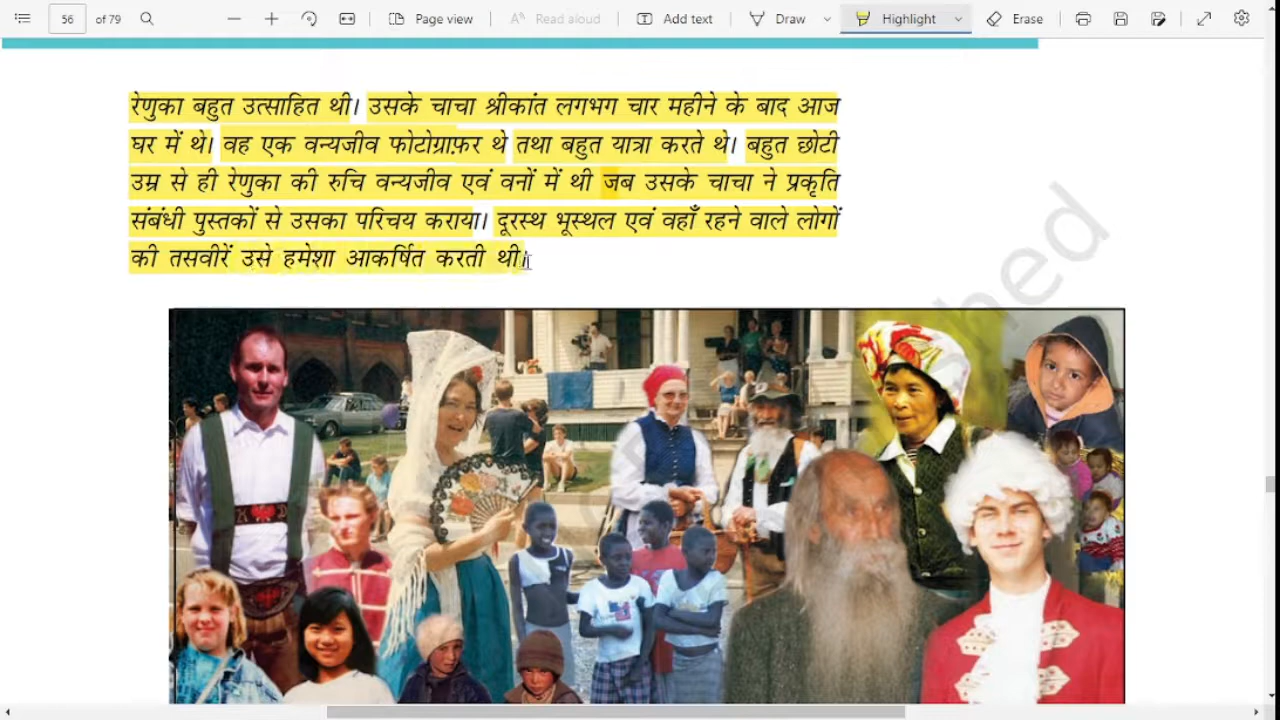 56 of 79 Page view Read aloud Add text Draw Highlight Erase
रेणुका बहुत उत्साहित थी। उसके चाचा श्रीकांत लगभग चार महीने के बाद आज
घर में थे। वह एक वन्यजीव फोटोग्राफ़र थे तथा बहुत यात्रा करते थे। बहुत छोटी
उम्र से ही रेणुका की रुचि वन्यजीव एवं वनों में थी जब उसके चाचा ने प्रकृति
संबंधी पुस्तकों से उसका परिचय कराया। दूरस्थ भूस्थल एवं वहाँ रहने वाले लोगों
की तसवीरें उसे हमेशा आकर्षित करती थी।